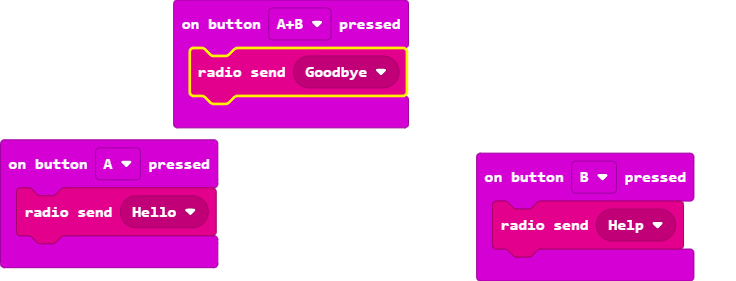 on button A+B pressed
radio send Goodbye
on button A pressed
radio send Hello
on button B pressed
radio send Help